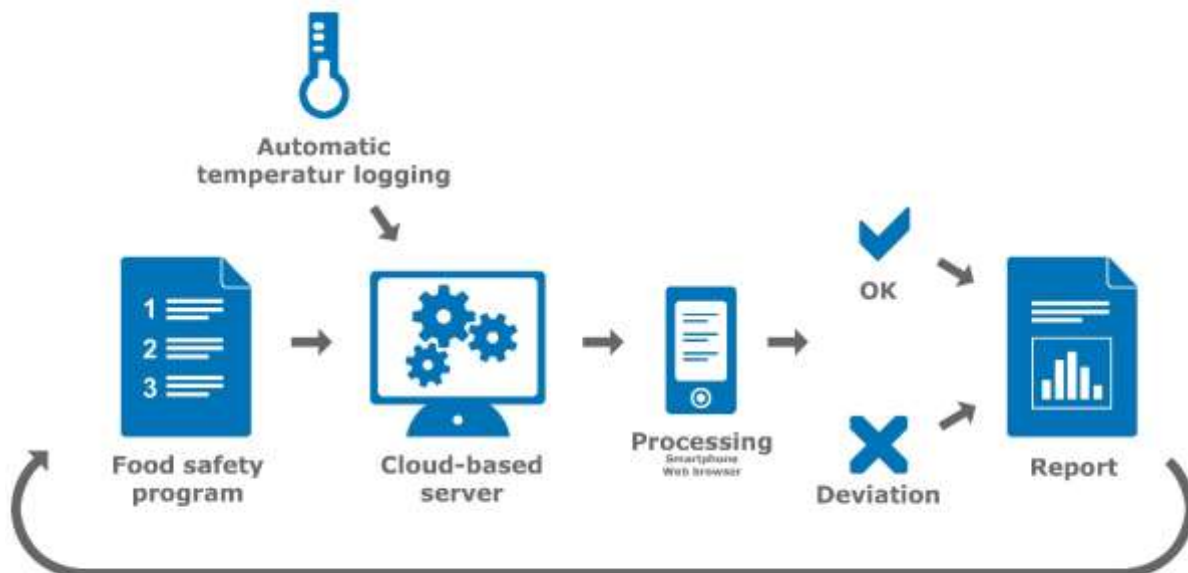 Automatic
temperatur logging
1
2
3
Food safety
program
Cloud-based
server
Processing
Smartphone
Web browser
OK
Deviation
Report